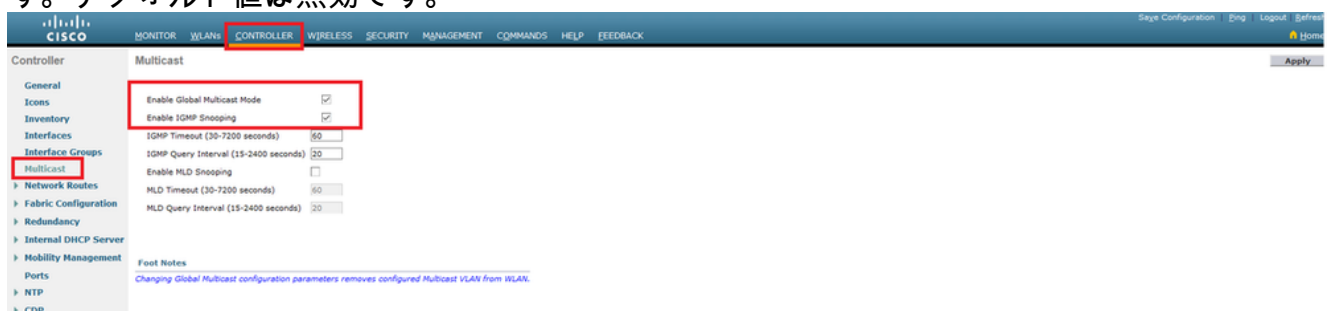 す。デフォルト値は無効です。
Save Configuration | Ping | Logout | Refresh
CISCO MONITOR WLANs CONTROLLER WIRELESS SECURITY MANAGEMENT COMMANDS HELP FEEDBACK Home
Controller
General
Icons
Inventory
Interfaces
Interface Groups
Multicast
Network Routes
Fabric Configuration
Redundancy
Internal DHCP Server
Mobility Management
Ports
NTP
CDP
Multicast Apply
Enable Global Multicast Mode
Enable IGMP Snooping
IGMP Timeout (30-7200 seconds) 60
IGMP Query Interval (15-2400 seconds) 20
Enable MLD Snooping
MLD Timeout (30-7200 seconds) 60
MLD Query Interval (15-2400 seconds) 20
Foot Notes
Changing Global Multicast configuration parameters removes configured Multicast VLAN from WLAN.